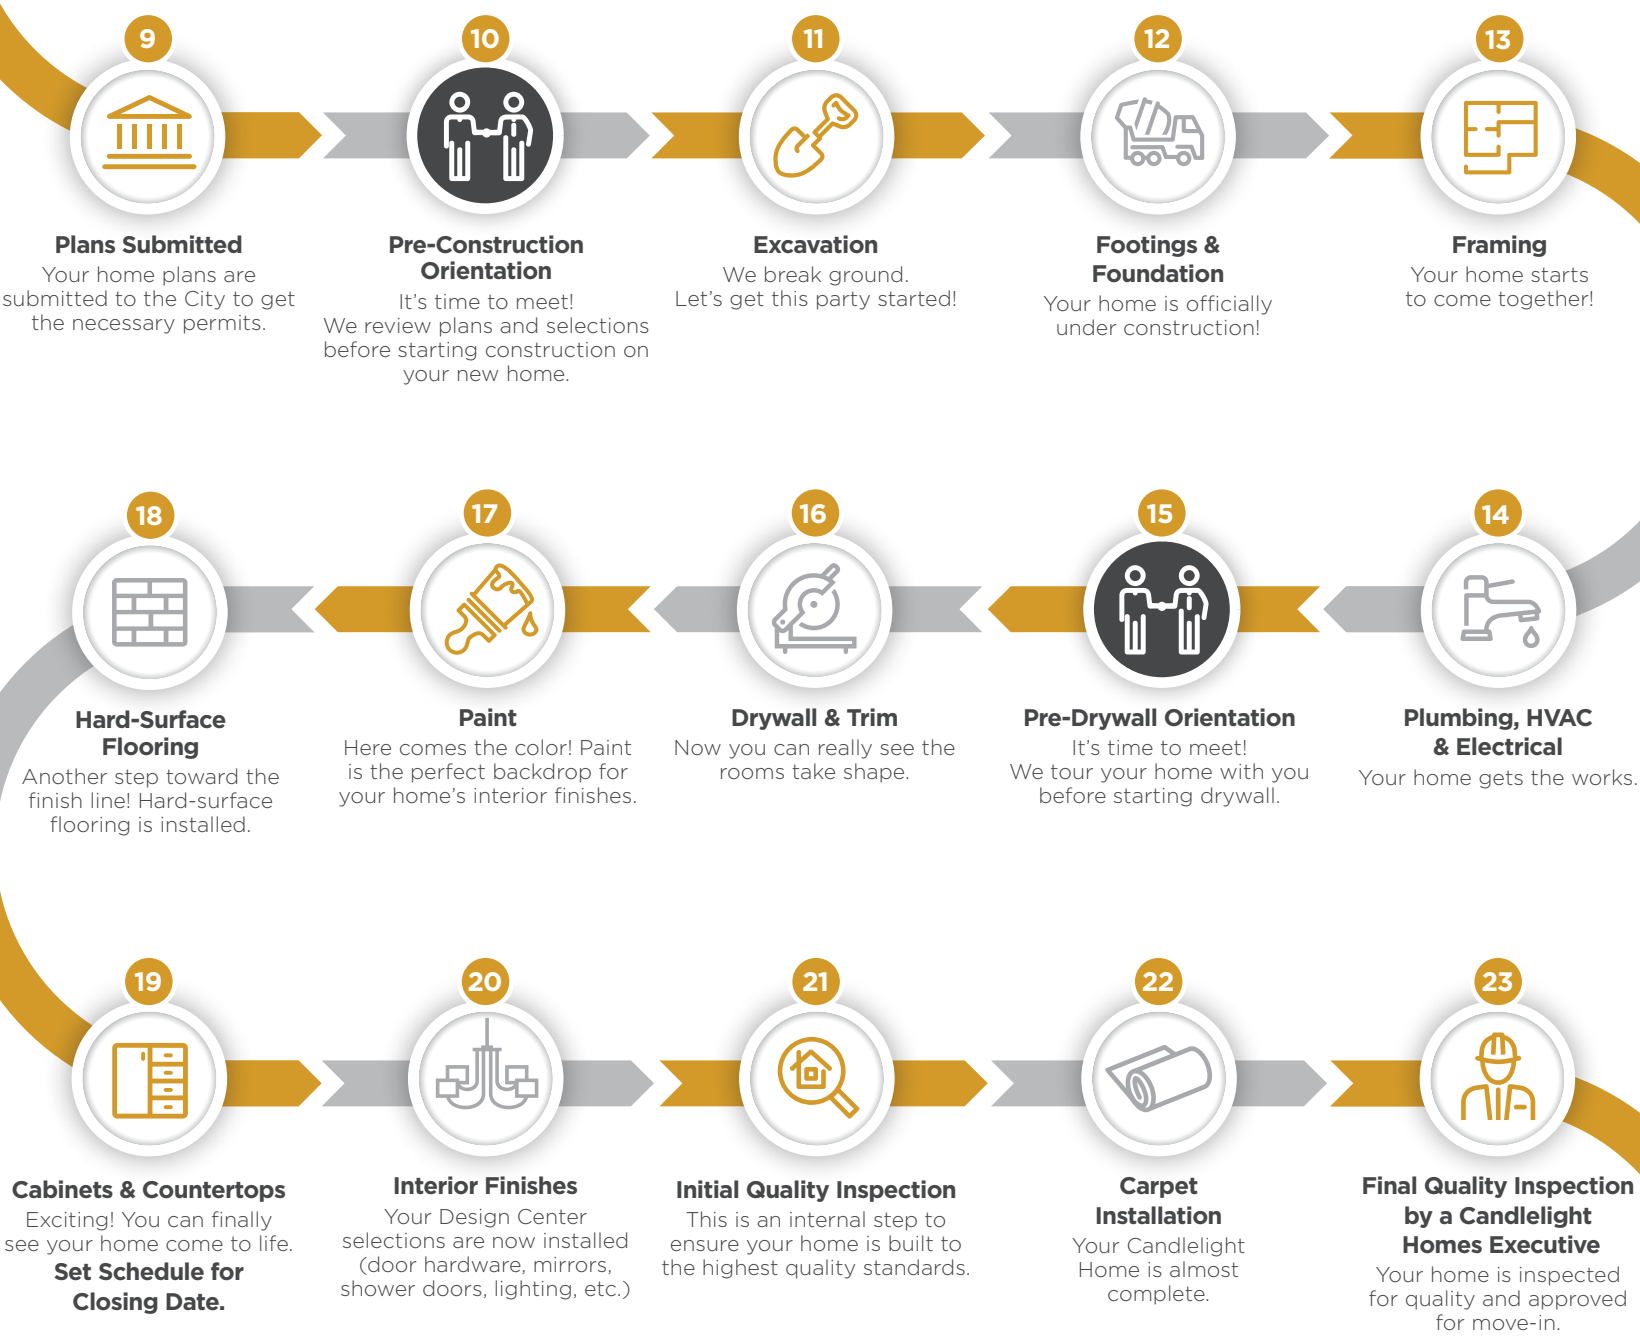 9
Plans Submitted
Your home plans are
submitted to the City to get
the necessary permits.
10
Pre-Construction
Orientation
It's time to meet!
We review plans and selections
before starting construction on
your new home.
11
Excavation
We break ground.
Let's get this party started!
12
Footings &
Foundation
Your home is officially
under construction!
13
Framing
Your home starts
to come together!
14
Plumbing, HVAC
& Electrical
Your home gets the works.
15
Pre-Drywall Orientation
It's time to meet!
We tour your home with you
before starting drywall.
16
Drywall & Trim
Now you can really see the
rooms take shape.
17
Paint
Here comes the color! Paint
is the perfect backdrop for
your home's interior finishes.
18
Hard-Surface
Flooring
Another step toward the
finish line! Hard-surface
flooring is installed.
19
Cabinets & Countertops
Exciting! You can finally
see your home come to life.
Set Schedule for
Closing Date.
20
Interior Finishes
Your Design Center
selections are now installed
(door hardware, mirrors,
shower doors, lighting, etc.)
21
Initial Quality Inspection
This is an internal step to
ensure your home is built to
the highest quality standards.
22
Carpet
Installation
Your Candlelight
Home is almost
complete.
23
Final Quality Inspection
by a Candlelight
Homes Executive
Your home is inspected
for quality and approved
for move-in.